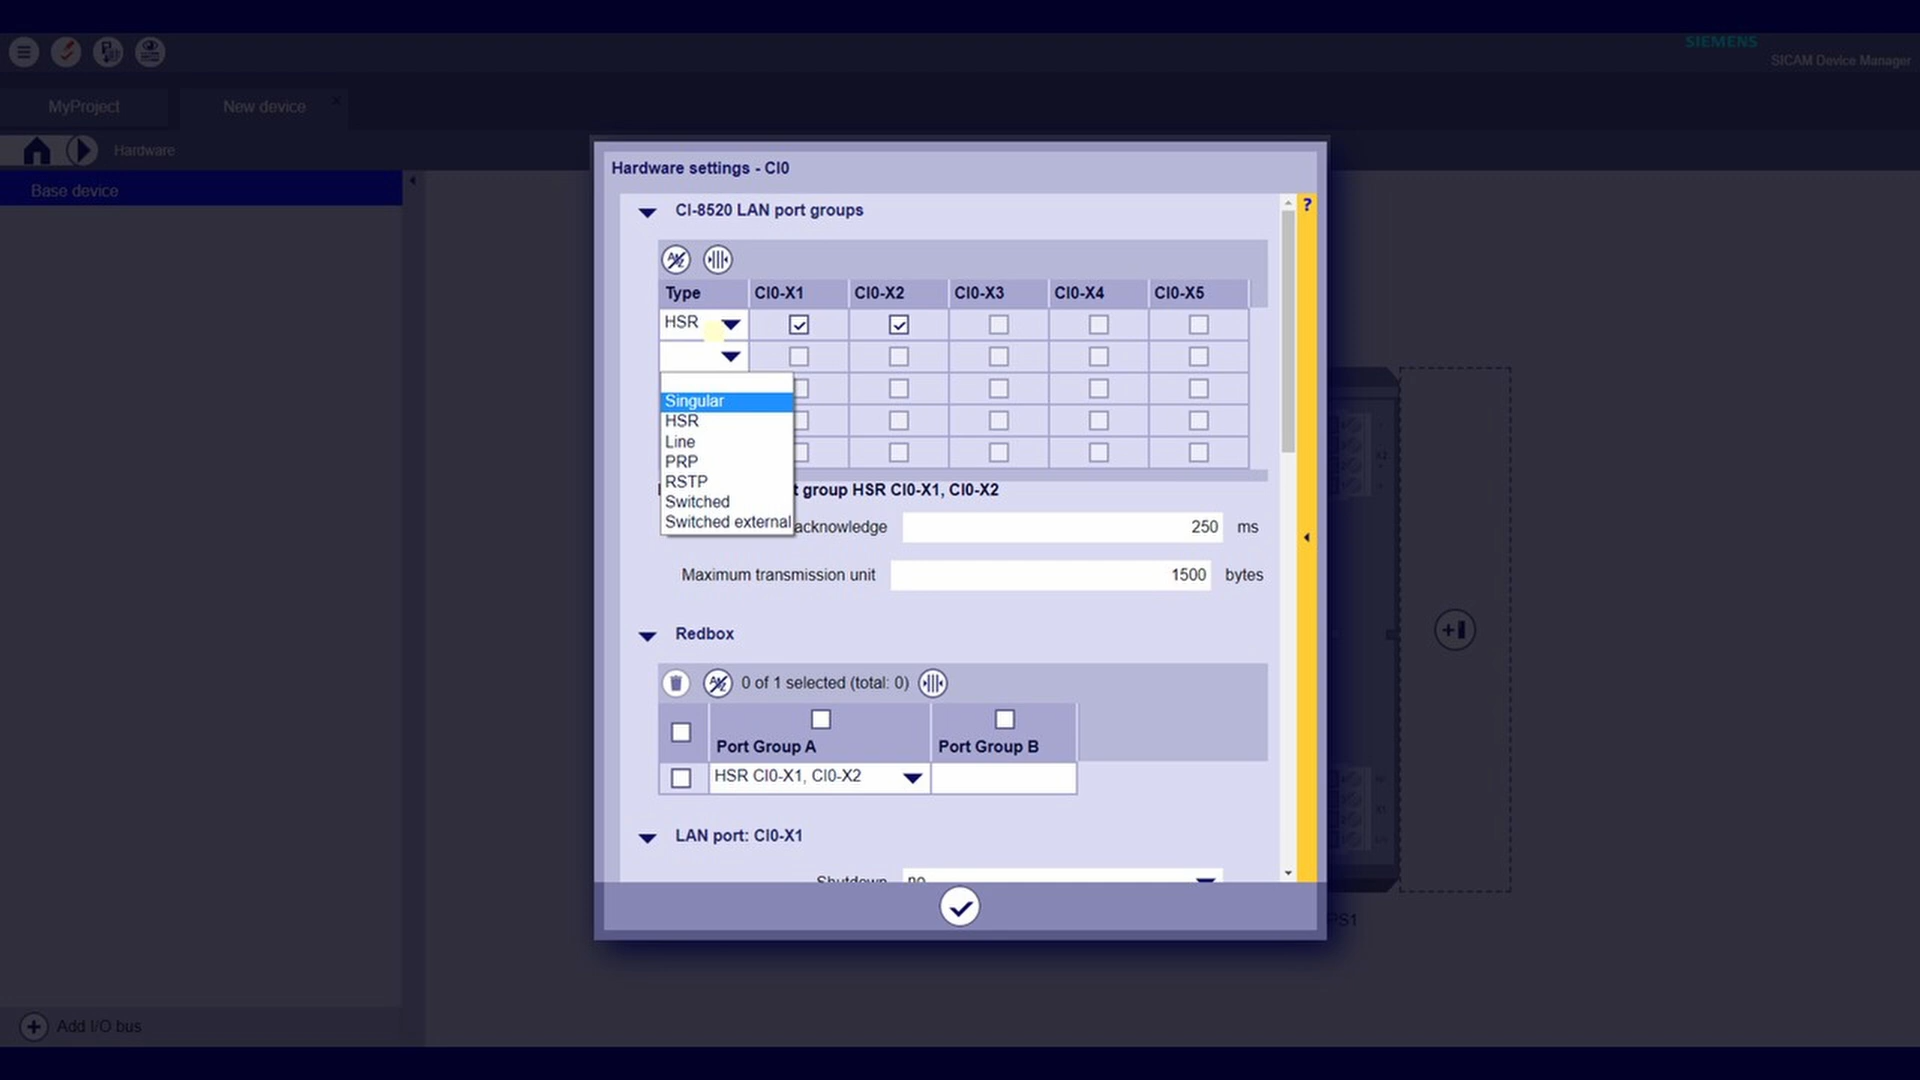 SIEMENS
SICAM Device Manager
MyProject
New device
Hardware
Base device
Hardware settings - CI0
?
CI-8520 LAN port groups
Type CI0-X1 CI0-X2 CI0-X3 CI0-X4 CI0-X5
HSR
Singular
HSR
Line
PRP
RSTP
Switched
Switched external
t group HSR CI0-X1, CI0-X2
acknowledge 250 ms
Maximum transmission unit 1500 bytes
Redbox
0 of 1 selected (total: 0)
Port Group A Port Group B
HSR CI0-X1, CI0-X2
LAN port: CI0-X1
Shutdown no
PS1
Add I/O bus